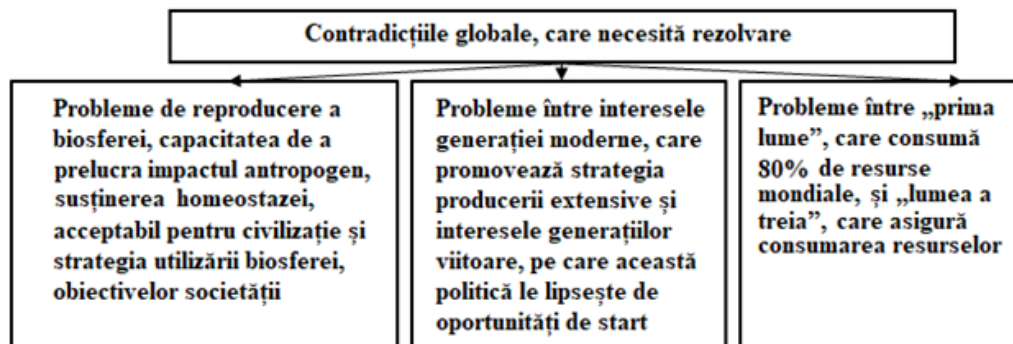 Contradicțiile globale, care necesită rezolvare
Probleme de reproducere a
biosferei, capacitatea de a
prelucra impactul antropogen,
susținerea homeostazei,
acceptabil pentru civilizație și
strategia utilizării biosferei,
obiectivelor societății
Probleme între interesele
generației moderne, care
promovează strategia
producerii extensive și
interesele generațiilor
viitoare, pe care această
politică le lipsește de
oportunități de start
Probleme între „prima
lume”, care consumă
80% de resurse
mondiale, și „lumea a
treia”, care asigură
consumarea resurselor